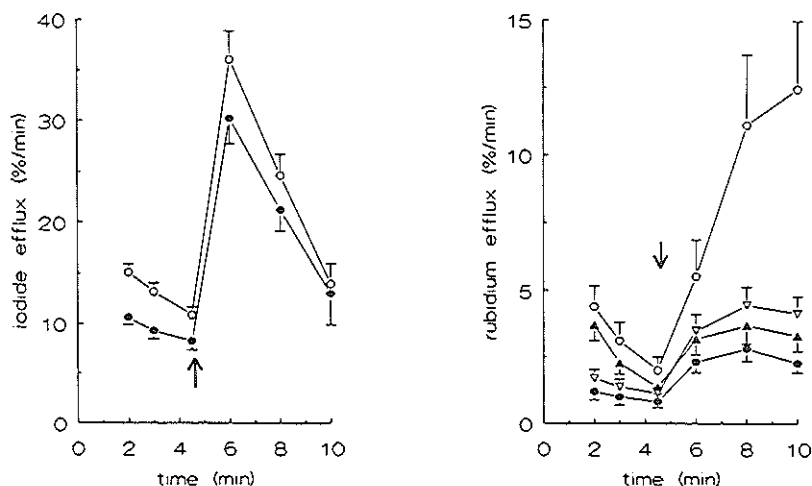 40
30
20
10
0
iodide efflux (%/min)
0 2 4 6 8 10
time (min)
15
10
5
0
rubidium efflux (%/min)
0 2 4 6 8 10
time (min)